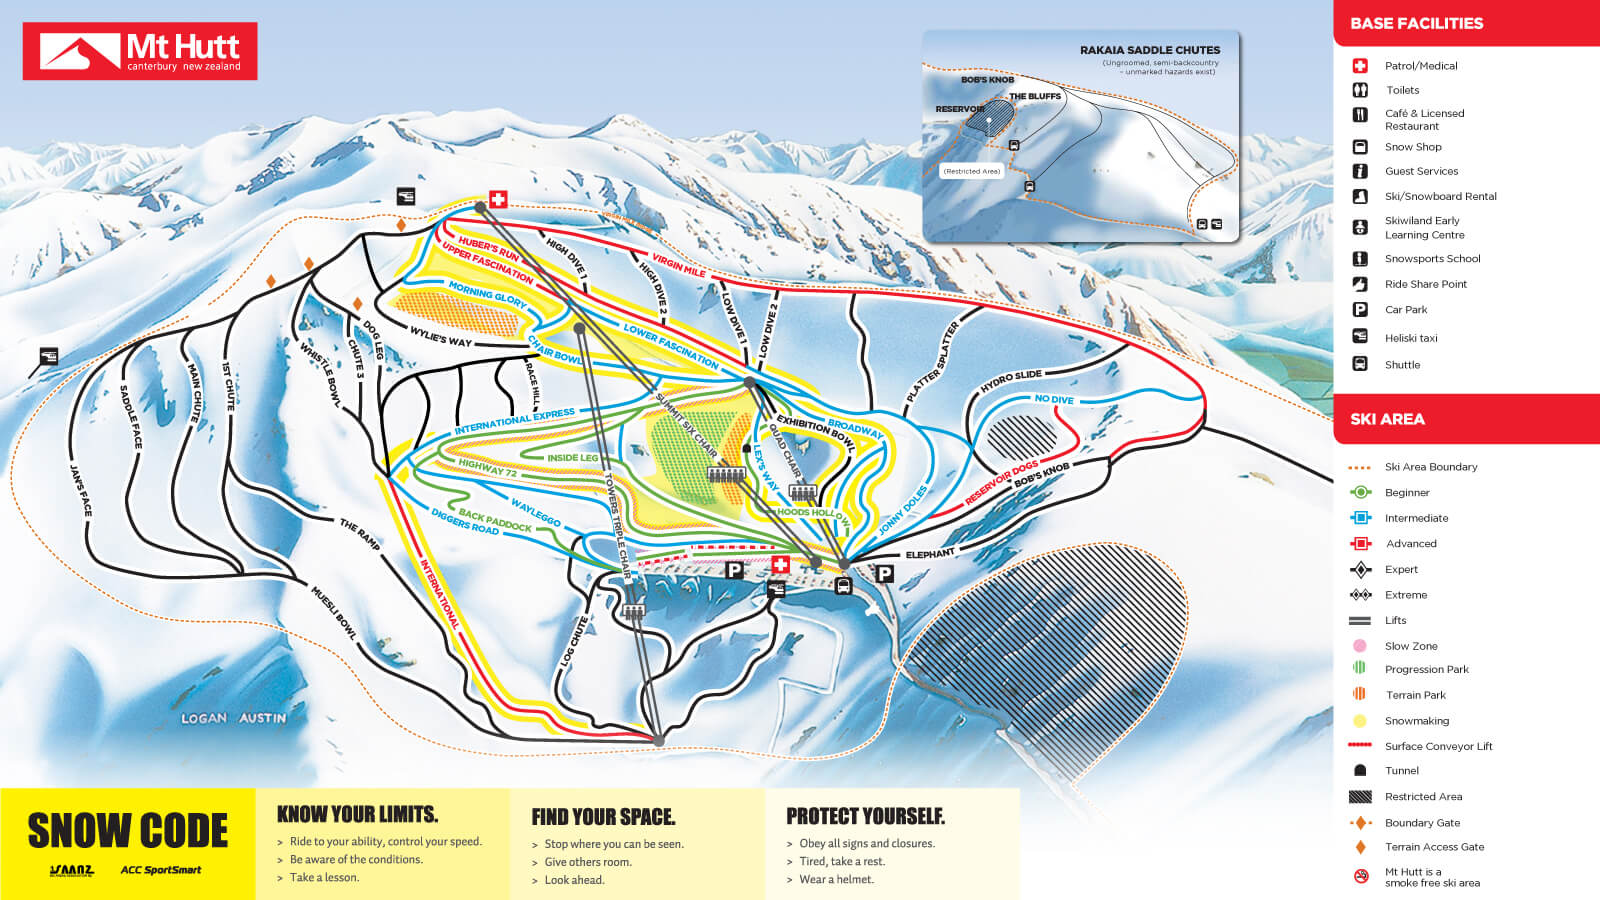 Mt Hutt
canterbury new zealand
RAKAIA SADDLE CHUTES
(Ungroomed, semi-backcountry
– unmarked hazards exist)
BOB'S KNOB
THE BLUFFS
RESERVOIR
(Restricted Area)
VIRGIN MILE
HUBER'S RUN
UPPER FASCINATION
HIGH DIVE 1
HIGH DIVE 2
VIRGIN MILE
LOW DIVE 1
LOW DIVE 2
MORNING GLORY
WYLIE'S WAY
LOWER FASCINATION
CHAIR BOWL
DOG LEG
CHUTE 3
WHISTLE BOWL
1ST CHUTE
MAIN CHUTE
SADDLE FACE
JAN'S FACE
RACE HILL
PLATTER SPLATTER
HYDRO SLIDE
NO DIVE
INTERNATIONAL EXPRESS
SUMMIT SIX CHAIR
QUAD CHAIR
EXHIBITION BOWL
BROADWAY
LEX'S WAY
INSIDE LEG
HIGHWAY 72
RESERVOIR DOGS
BOB'S KNOB
TOWERS TRIPLE CHAIR
WAYLEGGO
BACK PADDOCK
DIGGERS ROAD
HOODS HOLLOW
JONNY DOLES
ELEPHANT
THE RAMP
INTERNATIONAL
MUESLI BOWL
LOG CHUTE
P
P
LOGAN AUSTIN
BASE FACILITIES
Patrol/Medical
Toilets
Café & Licensed
Restaurant
Snow Shop
Guest Services
Ski/Snowboard Rental
Skiwiland Early
Learning Centre
Snowsports School
Ride Share Point
P Car Park
Heliski taxi
Shuttle
SKI AREA
Ski Area Boundary
Beginner
Intermediate
Advanced
Expert
Extreme
Lifts
Slow Zone
Progression Park
Terrain Park
Snowmaking
Surface Conveyor Lift
Tunnel
Restricted Area
Boundary Gate
Terrain Access Gate
Mt Hutt is a
smoke free ski area
SNOW CODE
SAANZ
ACC SportSmart
KNOW YOUR LIMITS.
> Ride to your ability, control your speed.
> Be aware of the conditions.
> Take a lesson.
FIND YOUR SPACE.
> Stop where you can be seen.
> Give others room.
> Look ahead.
PROTECT YOURSELF.
> Obey all signs and closures.
> Tired, take a rest.
> Wear a helmet.